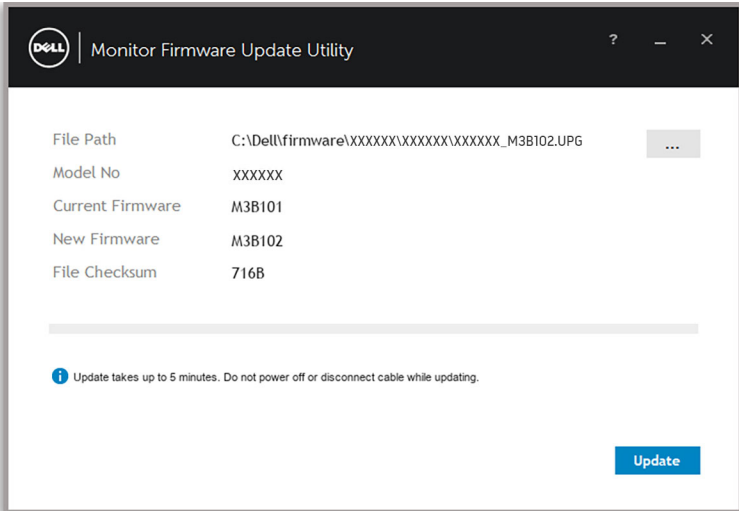 DELL Monitor Firmware Update Utility ? _ ×
File Path C:\Dell\firmware\XXXXXX\XXXXXX\XXXXXX_M3B102.UPG ...
Model No XXXXXX
Current Firmware M3B101
New Firmware M3B102
File Checksum 716B
i Update takes up to 5 minutes. Do not power off or disconnect cable while updating.
Update